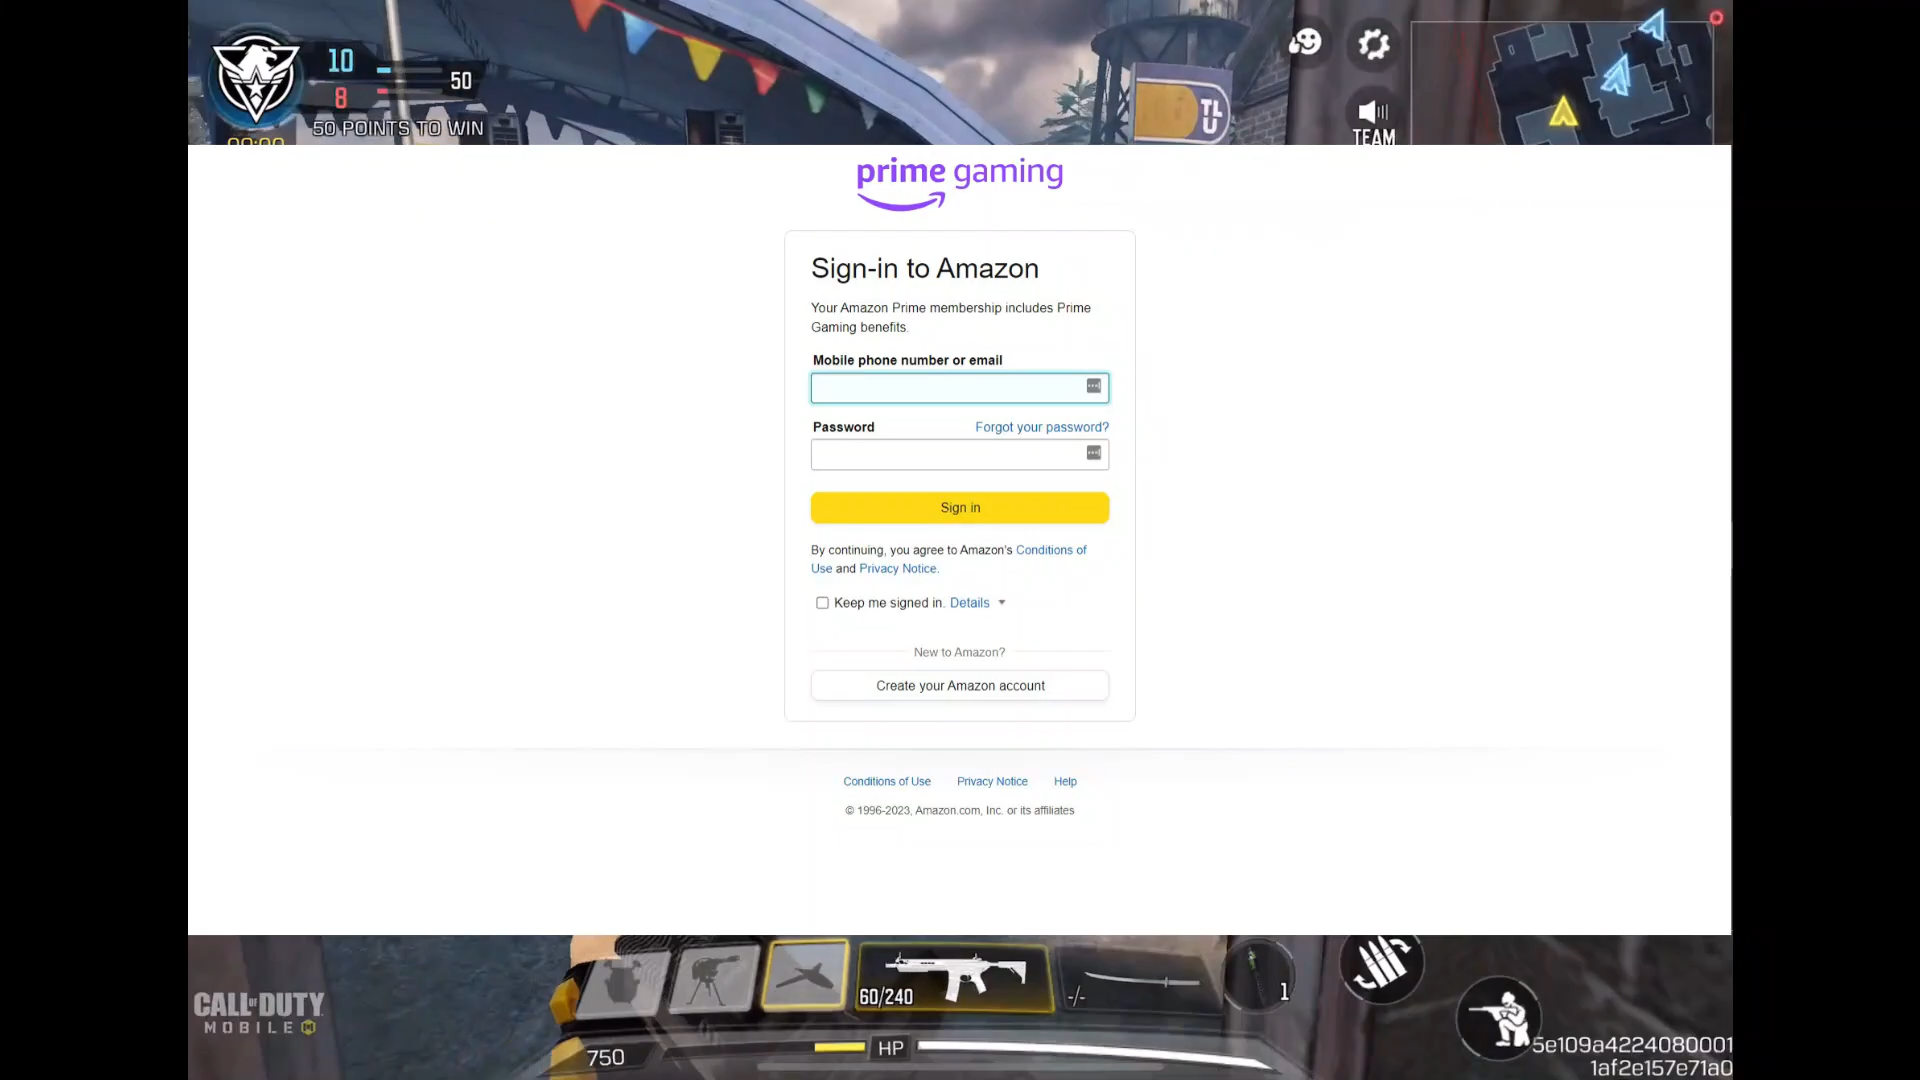 10
8
50
50 POINTS TO WIN
TEAM
prime gaming
Sign-in to Amazon
Your Amazon Prime membership includes Prime
Gaming benefits.
Mobile phone number or email
Password
Forgot your password?
Sign in
By continuing, you agree to Amazon's Conditions of
Use and Privacy Notice.
Keep me signed in. Details
New to Amazon?
Create your Amazon account
Conditions of Use
Privacy Notice
Help
© 1996-2023, Amazon.com, Inc. or its affiliates
60/240
-/-
1
CALL OF DUTY
MOBILE
750
HP
5e109a4224080001
1af2e157e71a0